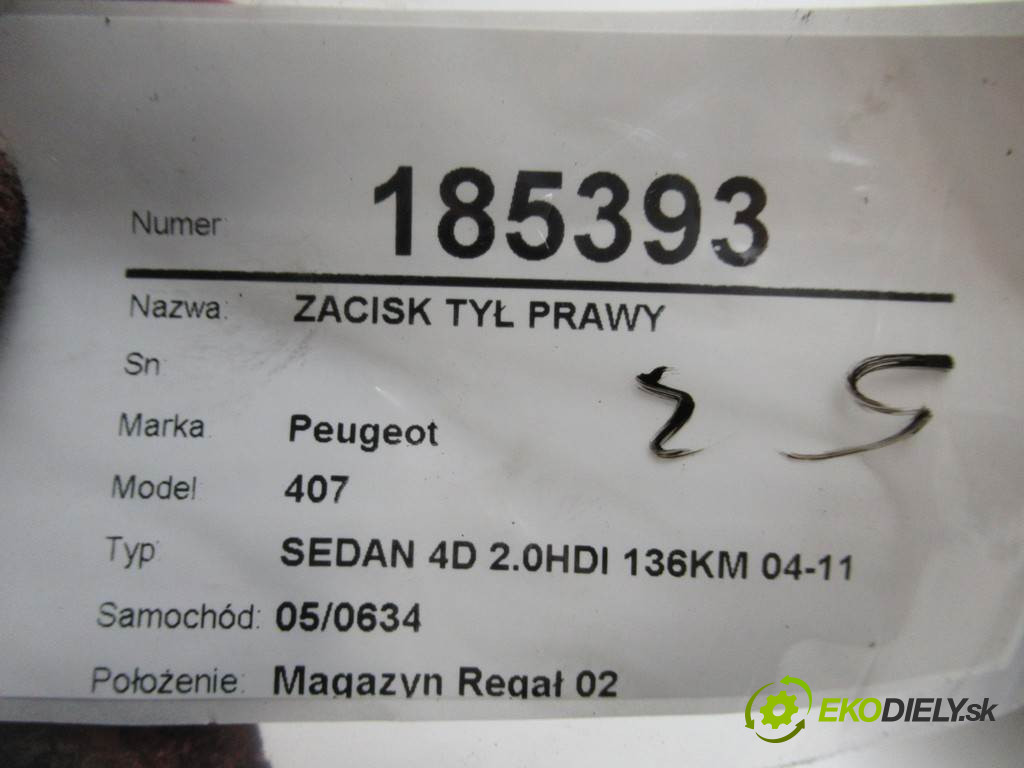 Numer 185393
Nazwa: ZACISK TYŁ PRAWY
Sn
Marka Peugeot
Model 407
Typ SEDAN 4D 2.0HDI 136KM 04-11
Samochód: 05/0634
Położenie: Magazyn Regał 02
EKODIELY.sk